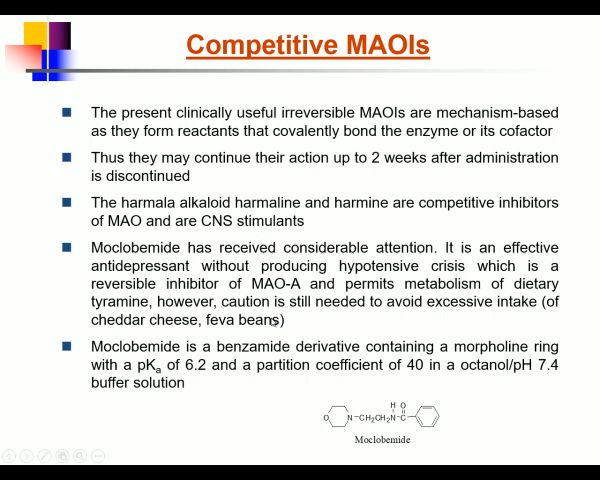 Competitive MAOIs
The present clinically useful irreversible MAOIs are mechanism-based
as they form reactants that covalently bond the enzyme or its cofactor
Thus they may continue their action up to 2 weeks after administration
is discontinued
The harmala alkaloid harmaline and harmine are competitive inhibitors
of MAO and are CNS stimulants
Moclobemide has received considerable attention. It is an effective
antidepressant without producing hypotensive crisis which is a
reversible inhibitor of MAO-A and permits metabolism of dietary
tyramine, however, caution is still needed to avoid excessive intake (of
cheddar cheese, feva beans)
Moclobemide is a benzamide derivative containing a morpholine ring
with a pKa of 6.2 and a partition coefficient of 40 in a octanol/pH 7.4
buffer solution
H O
O N-CH2CH2N-C
Moclobemide